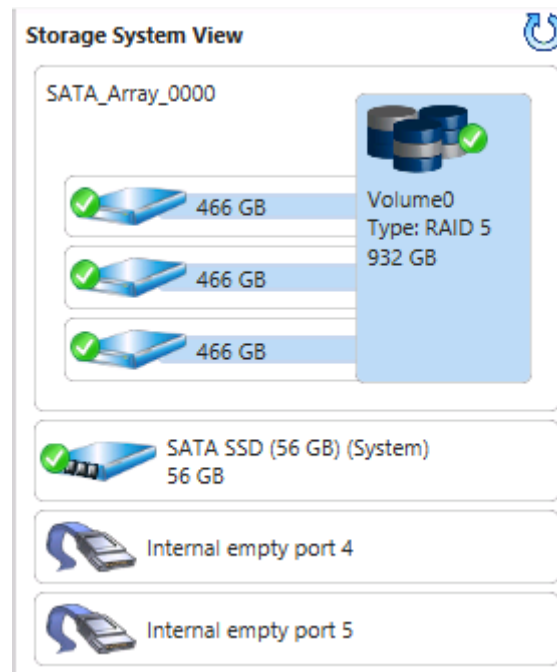 Storage System View
SATA_Array_0000
466 GB
466 GB
466 GB
Volume0
Type: RAID 5
932 GB
SATA SSD (56 GB) (System)
56 GB
Internal empty port 4
Internal empty port 5